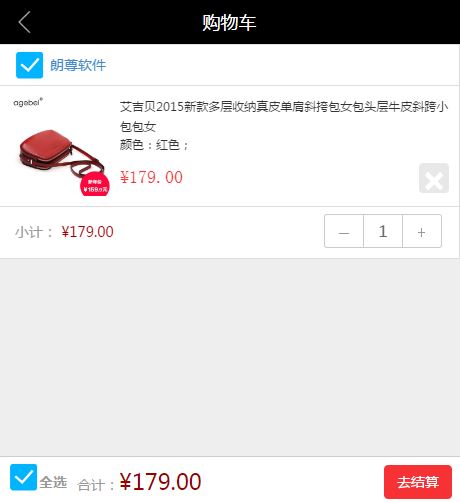 购物车
朗尊软件
agebei®
艾吉贝2015新款多层收纳真皮单肩斜挎包女包头层牛皮斜跨小
包包女
颜色：红色；
¥179.00
小计： ¥179.00
— 1 +
全选 合计：¥179.00
去结算